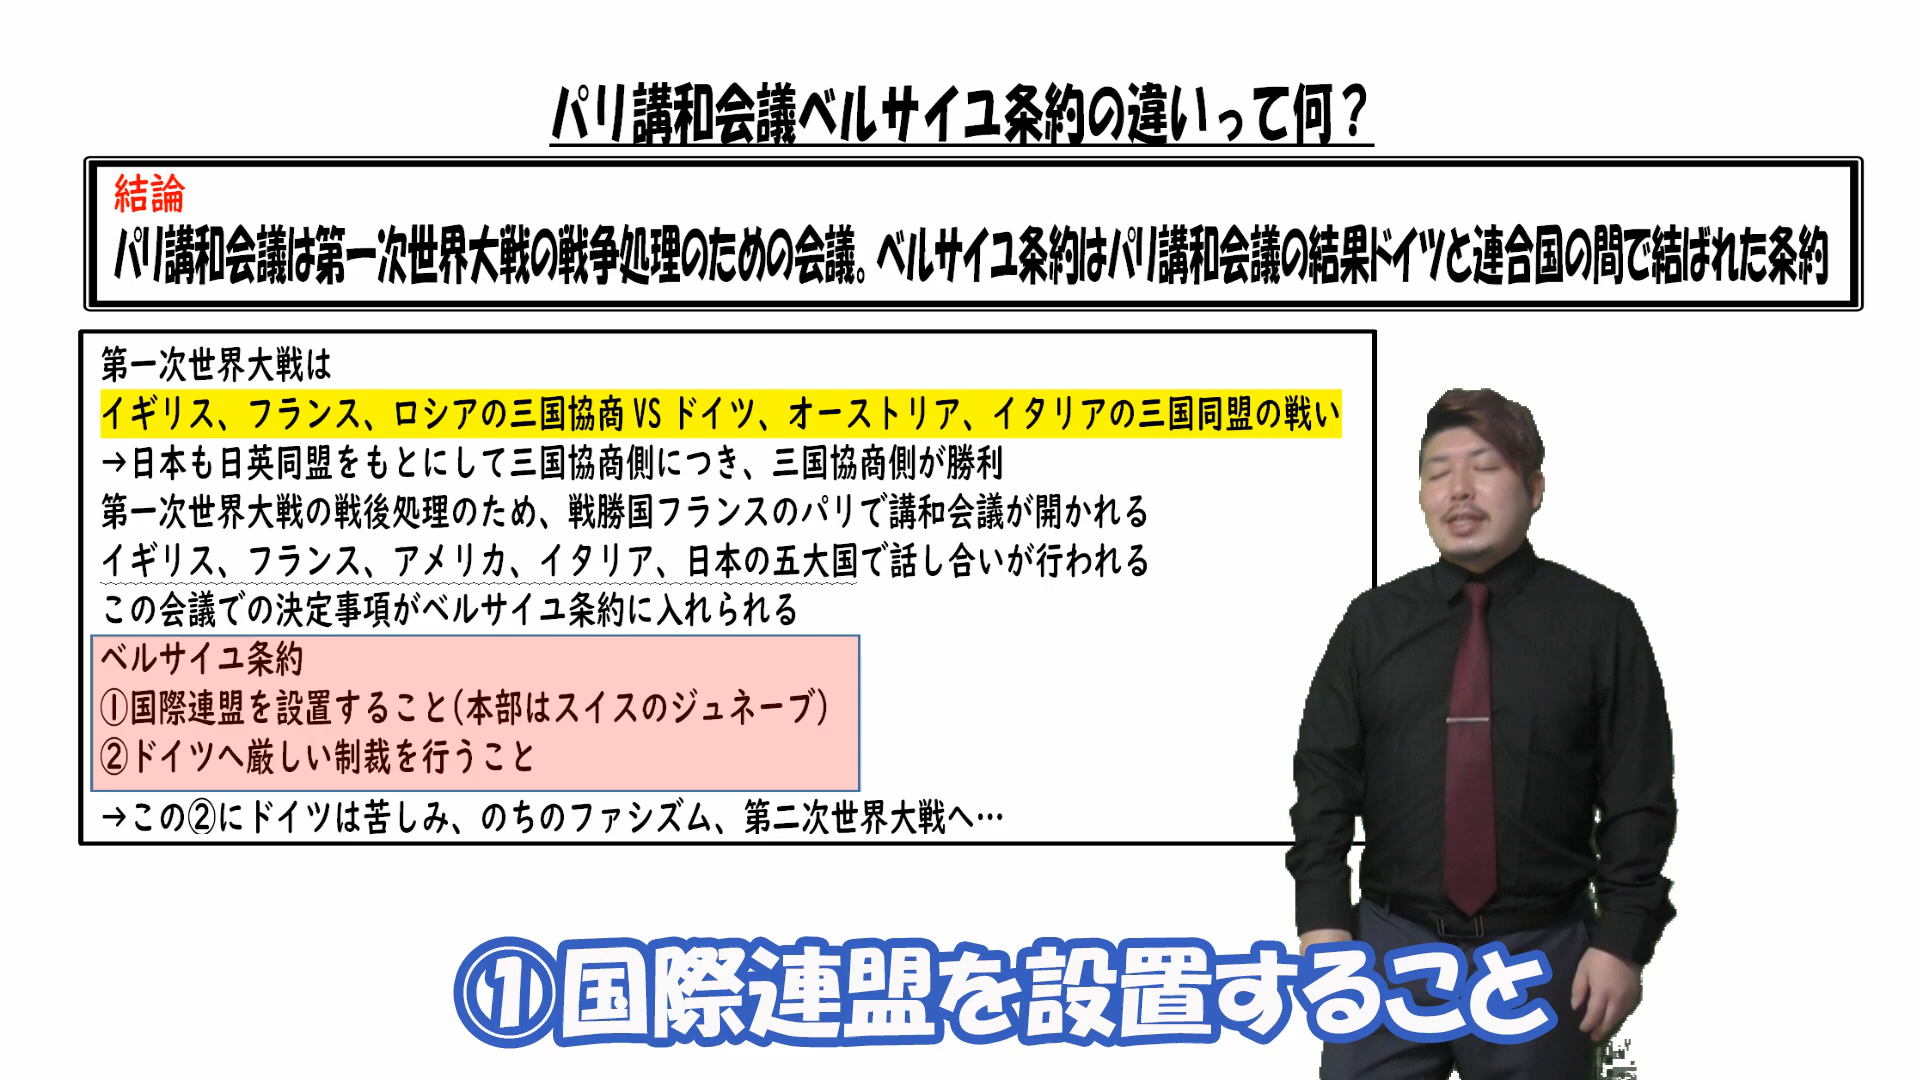 パリ講和会議ベルサイユ条約の違いって何？
結論
パリ講和会議は第一次世界大戦の戦争処理のための会議。ベルサイユ条約はパリ講和会議の結果ドイツと連合国の間で結ばれた条約
第一次世界大戦は
イギリス、フランス、ロシアの三国協商 VS ドイツ、オーストリア、イタリアの三国同盟の戦い
→日本も日英同盟をもとにして三国協商側につき、三国協商側が勝利
第一次世界大戦の戦後処理のため、戦勝国フランスのパリで講和会議が開かれる
イギリス、フランス、アメリカ、イタリア、日本の五大国で話し合いが行われる
この会議での決定事項がベルサイユ条約に入れられる
ベルサイユ条約
①国際連盟を設置すること(本部はスイスのジュネーブ)
②ドイツへ厳しい制裁を行うこと
→この②にドイツは苦しみ、のちのファシズム、第二次世界大戦へ…
①国際連盟を設置すること